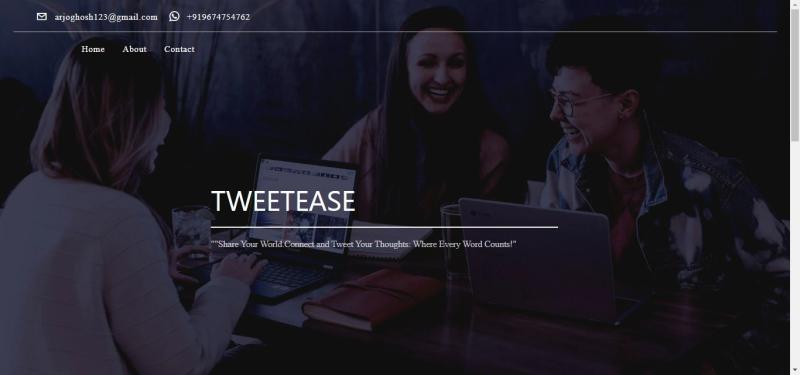 arjoghosh123@gmail.com +919674754762
Home About Contact
TWEETEASE
""Share Your World.Connect and Tweet Your Thoughts: Where Every Word Counts!"